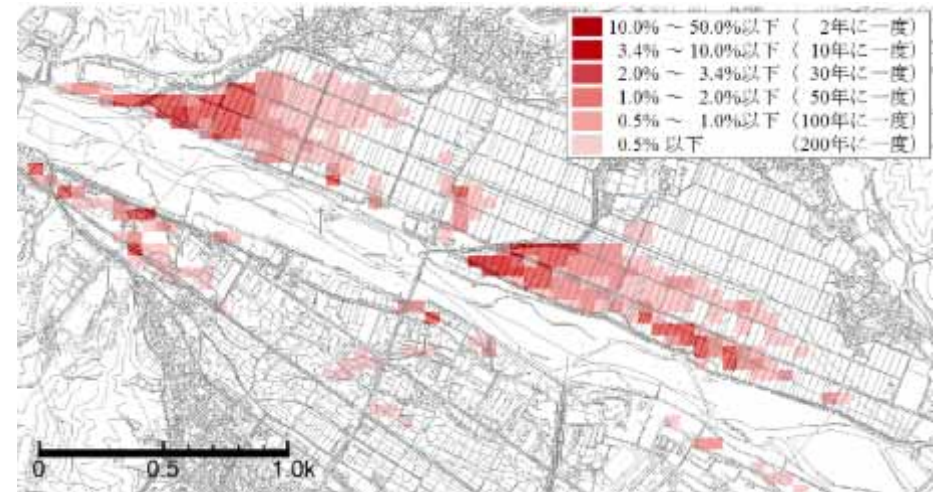 10.0% ～ 50.0%以下（ 2年に一度）
3.4% ～ 10.0%以下（ 10年に一度）
2.0% ～ 3.4%以下（ 30年に一度）
1.0% ～ 2.0%以下（ 50年に一度）
0.5% ～ 1.0%以下（100年に一度）
0.5% 以下 （200年に一度）
0 0.5 1.0k